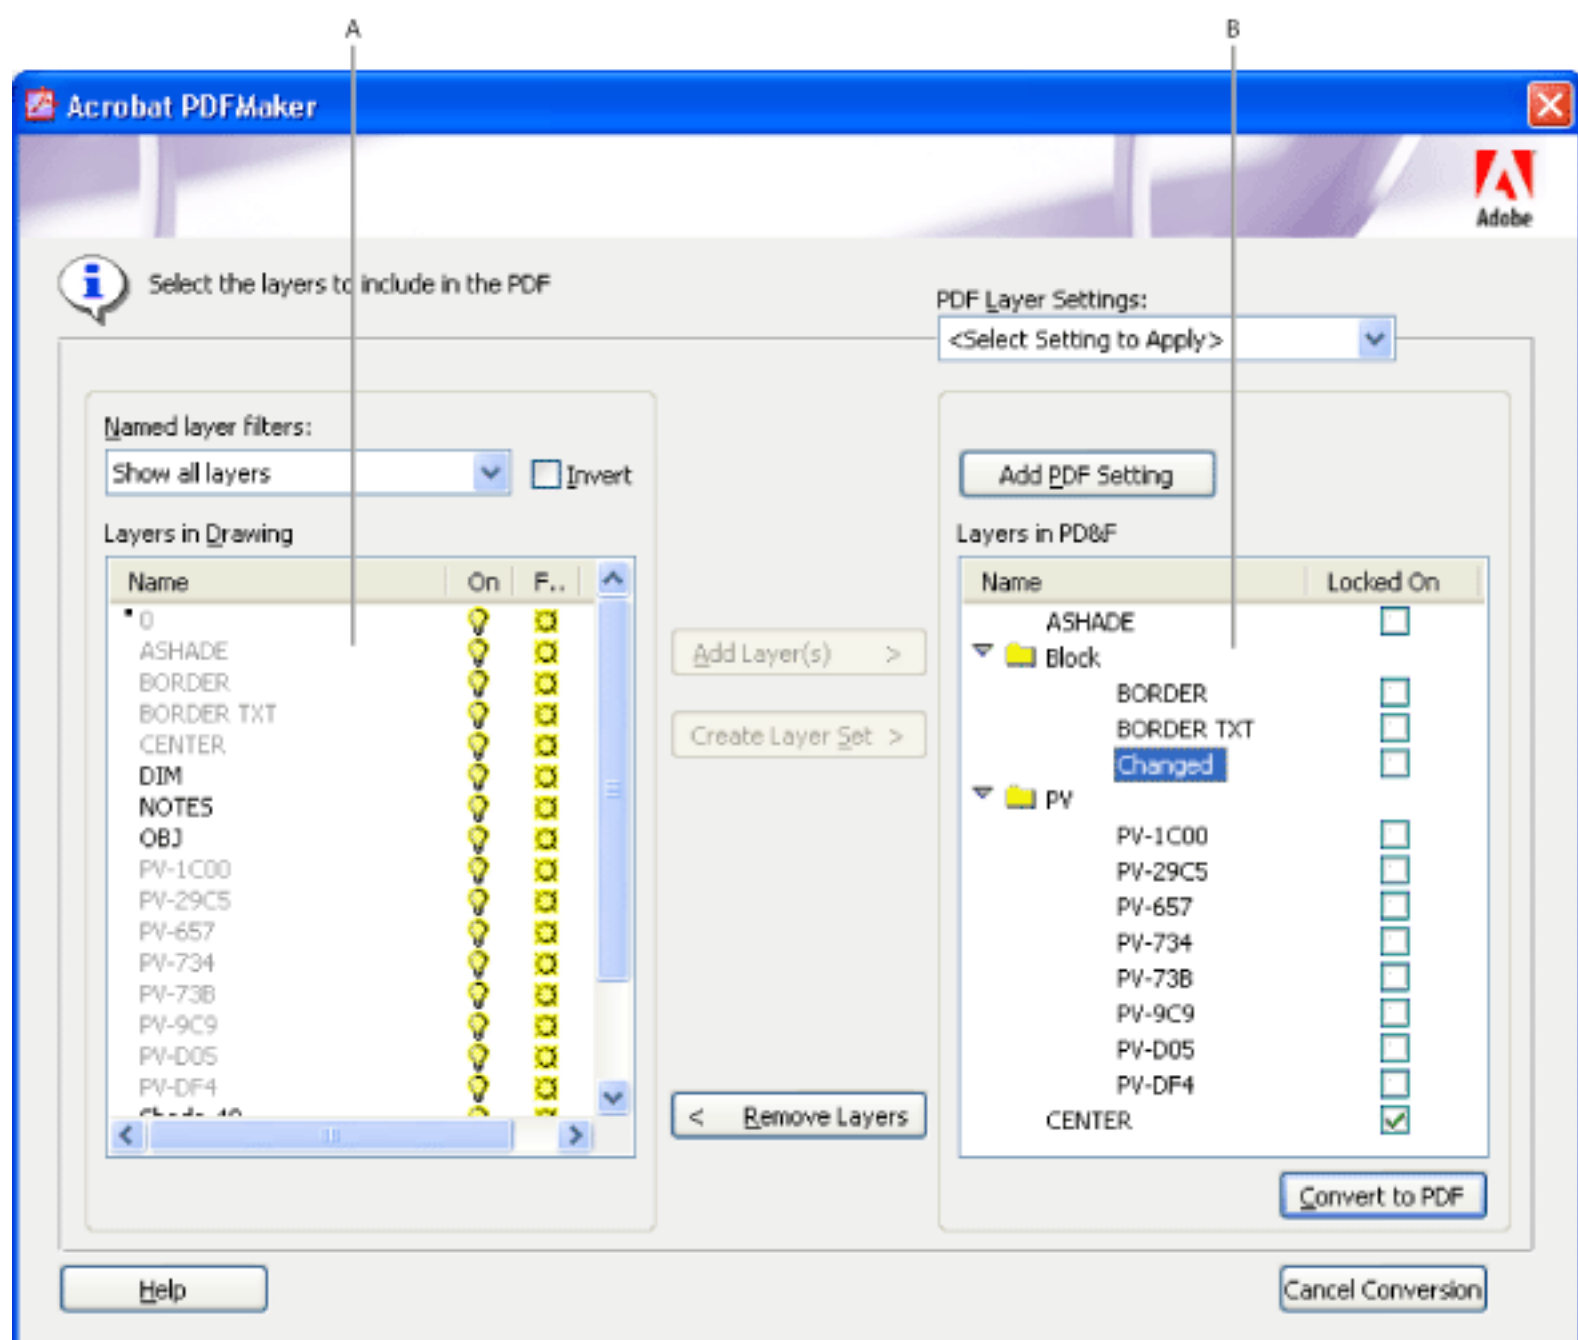 A B
Acrobat PDFMaker
Adobe
Select the layers to include in the PDF
PDF Layer Settings:
<Select Setting to Apply>
Named layer filters:
Show all layers
Invert
Layers in Drawing
Name On F..
0
ASHADE
BORDER
BORDER TXT
CENTER
DIM
NOTES
OBJ
PV-1C00
PV-29C5
PV-657
PV-734
PV-73B
PV-9C9
PV-D05
PV-DF4
Add Layer(s) >
Create Layer Set >
< Remove Layers
Add PDF Setting
Layers in PD&F
Name Locked On
ASHADE
Block
BORDER
BORDER TXT
Changed
PV
PV-1C00
PV-29C5
PV-657
PV-734
PV-73B
PV-9C9
PV-D05
PV-DF4
CENTER
Convert to PDF
Help
Cancel Conversion